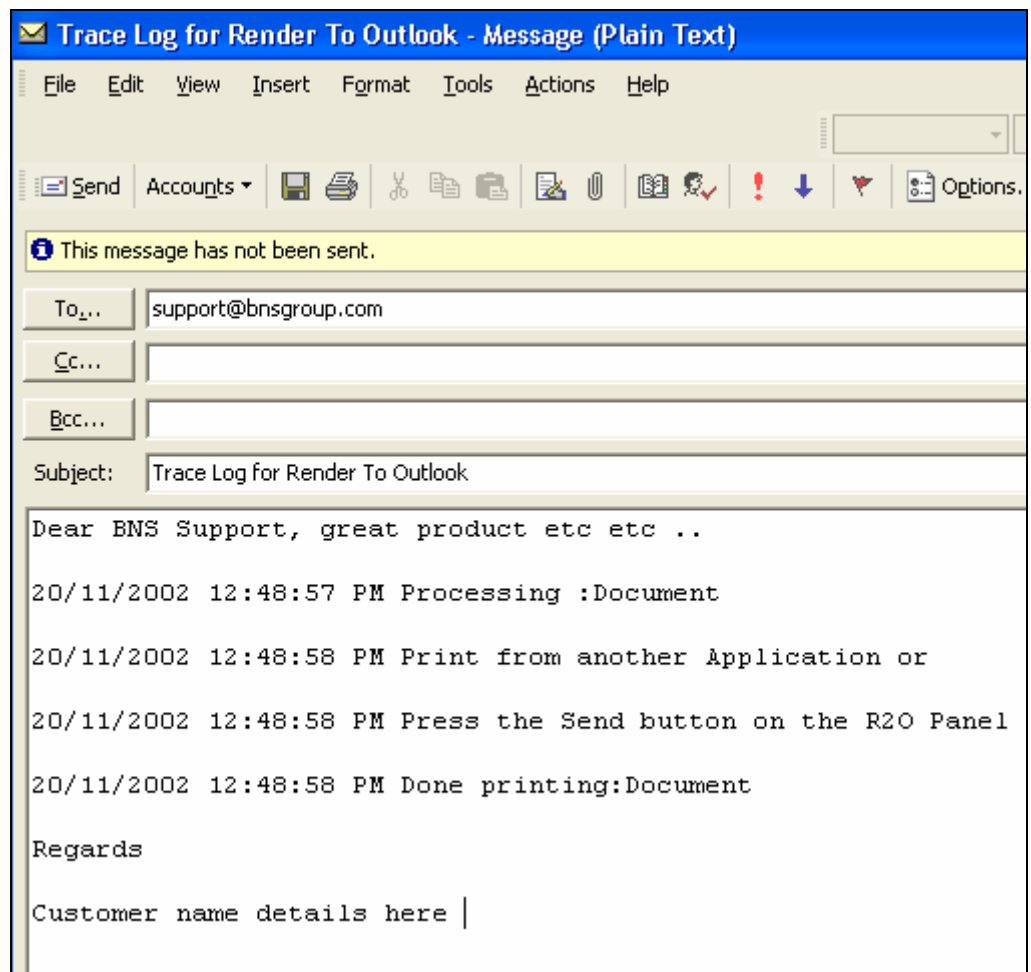 Trace Log for Render To Outlook - Message (Plain Text)
File Edit View Insert Format Tools Actions Help
Send Accounts Options.
This message has not been sent.
To... support@bnsgroup.com
Cc...
Bcc...
Subject: Trace Log for Render To Outlook
Dear BNS Support, great product etc etc ..
20/11/2002 12:48:57 PM Processing :Document
20/11/2002 12:48:58 PM Print from another Application or
20/11/2002 12:48:58 PM Press the Send button on the R2O Panel
20/11/2002 12:48:58 PM Done printing:Document
Regards
Customer name details here